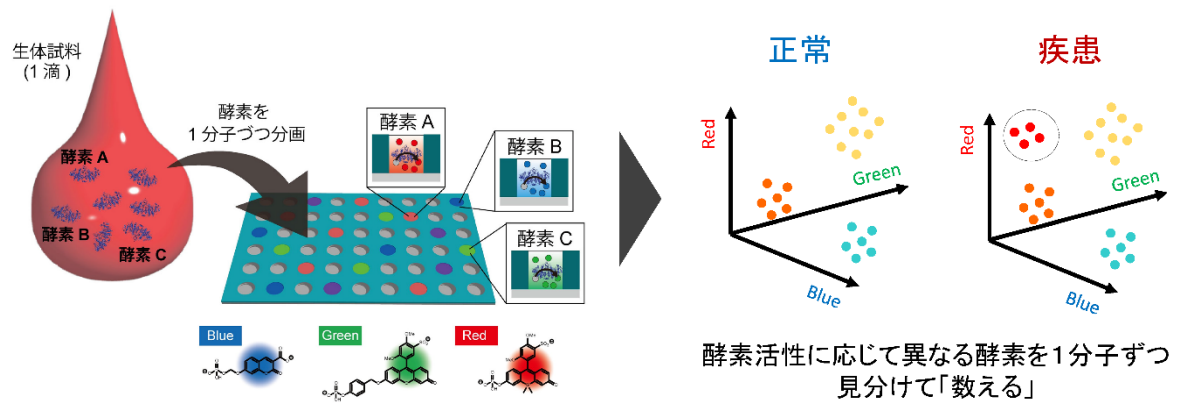 生体試料
(1 滴 )
酵素 A
酵素 B
酵素 C
酵素を
1 分子づつ分画
酵素 A
酵素 B
酵素 C
Blue
Green
Red
正常
Red
Green
Blue
疾患
Red
Green
Blue
酵素活性に応じて異なる酵素を１分子ずつ
見分けて「数える」